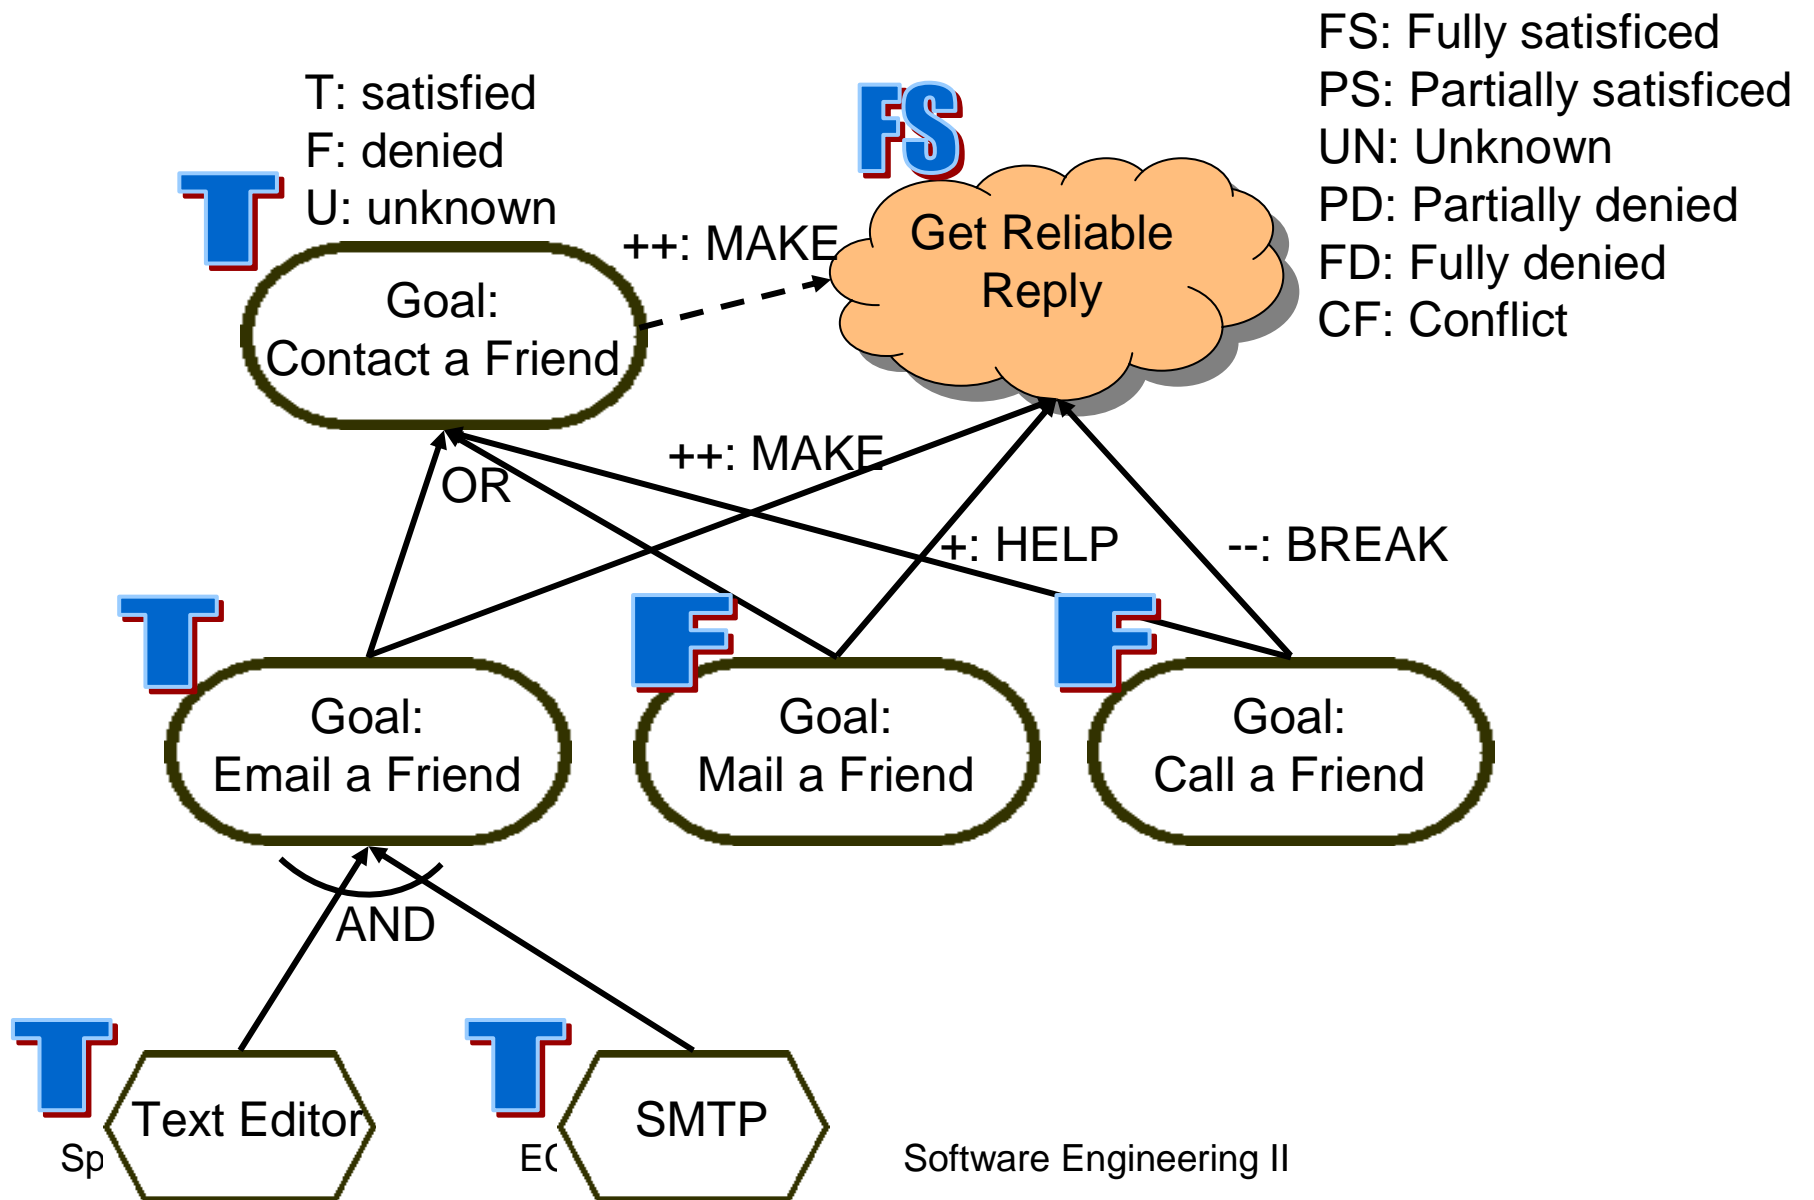 FS: Fully satisficed
PS: Partially satisficed
UN: Unknown
PD: Partially denied
FD: Fully denied
CF: Conflict
T: satisfied
F: denied
U: unknown
FS
T
++: MAKE
Get Reliable
Reply
Goal:
Contact a Friend
++: MAKE
OR
+: HELP
--: BREAK
T
F
F
Goal:
Email a Friend
Goal:
Mail a Friend
Goal:
Call a Friend
AND
T
T
Text Editor
SMTP
Software Engineering II